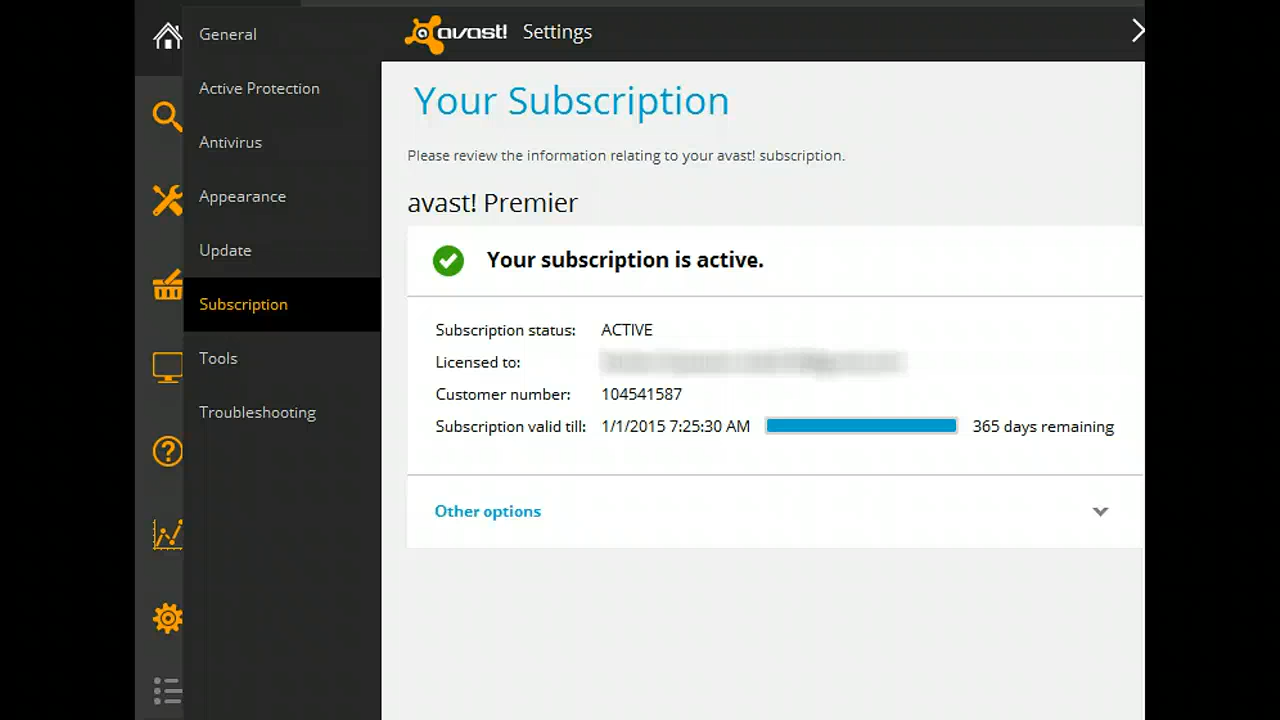 General
Active Protection
Antivirus
Appearance
Update
Subscription
Tools
Troubleshooting
avast! Settings
Your Subscription
Please review the information relating to your avast! subscription.
avast! Premier
Your subscription is active.
Subscription status: ACTIVE
Licensed to:
Customer number: 104541587
Subscription valid till: 1/1/2015 7:25:30 AM 365 days remaining
Other options